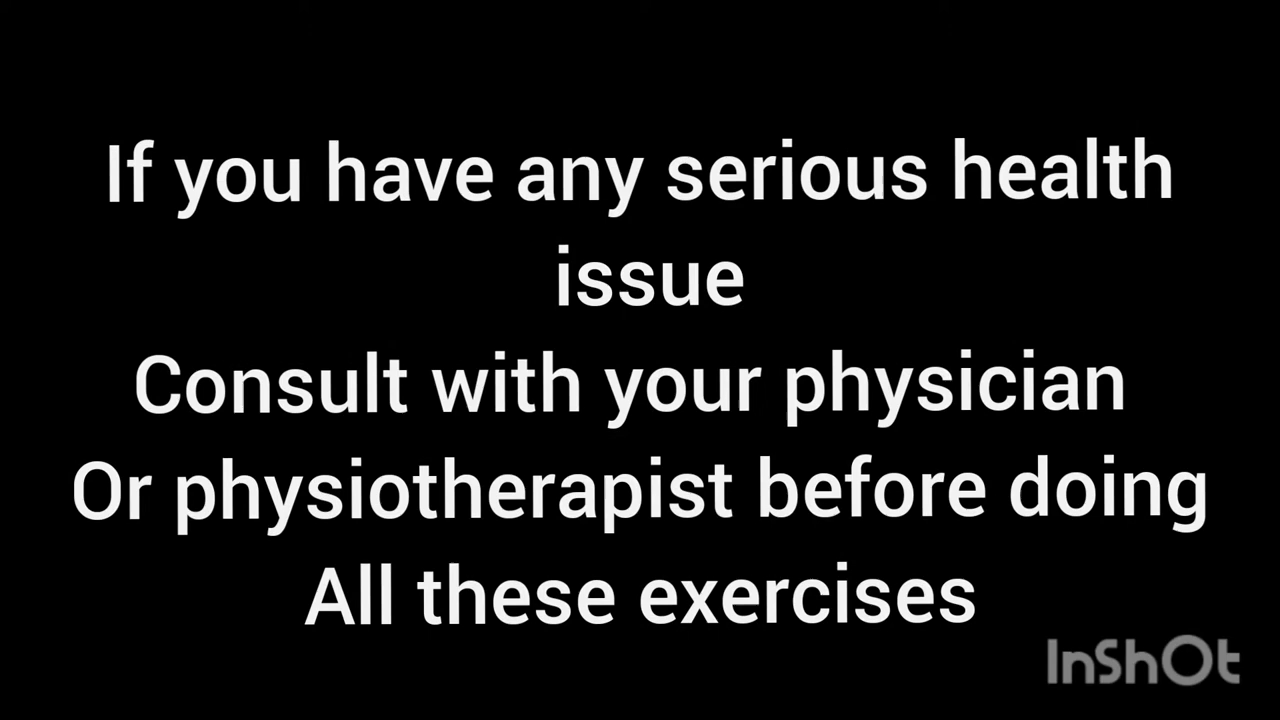 If you have any serious health
issue
Consult with your physician
Or physiotherapist before doing
All these exercises
InShOt